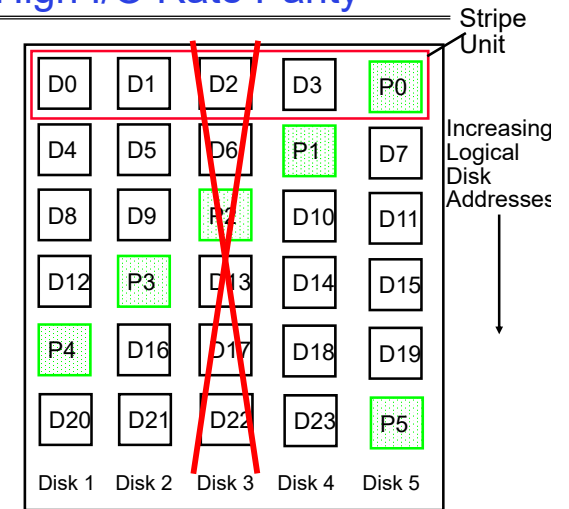 High I/O Rate Parity
Stripe
Unit
D0 D1 D2 D3 P0
D4 D5 D6 P1 D7
Increasing
Logical
Disk
Addresses
D8 D9 P2 D10 D11
D12 P3 D13 D14 D15
P4 D16 D17 D18 D19
D20 D21 D22 D23 P5
Disk 1 Disk 2 Disk 3 Disk 4 Disk 5